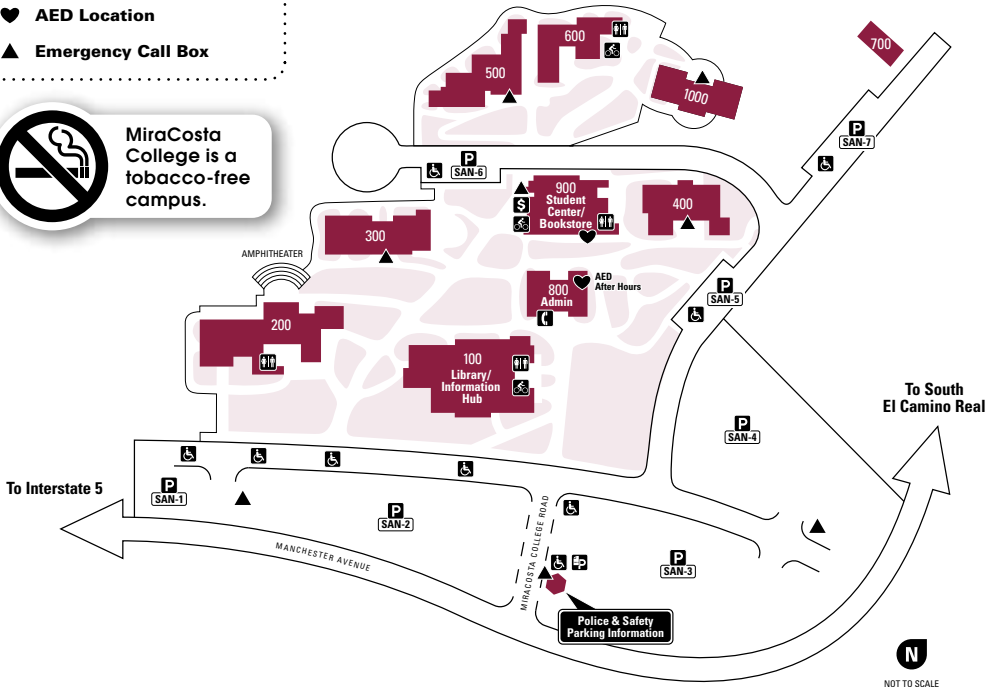 AED Location
Emergency Call Box
MiraCosta
College is a
tobacco-free
campus.
600
500
700
1000
P
SAN-7
P
SAN-6
900
Student
Center/
Bookstore
$
400
300
AMPHITHEATER
AED
After Hours
800
Admin
P
SAN-5
200
100
Library/
Information
Hub
To South
El Camino Real
P
SAN-4
To Interstate 5
P
SAN-1
P
SAN-2
MIRACOSTA COLLEGE ROAD
MANCHESTER AVENUE
P
SAN-3
P
Police & Safety
Parking Information
N
NOT TO SCALE